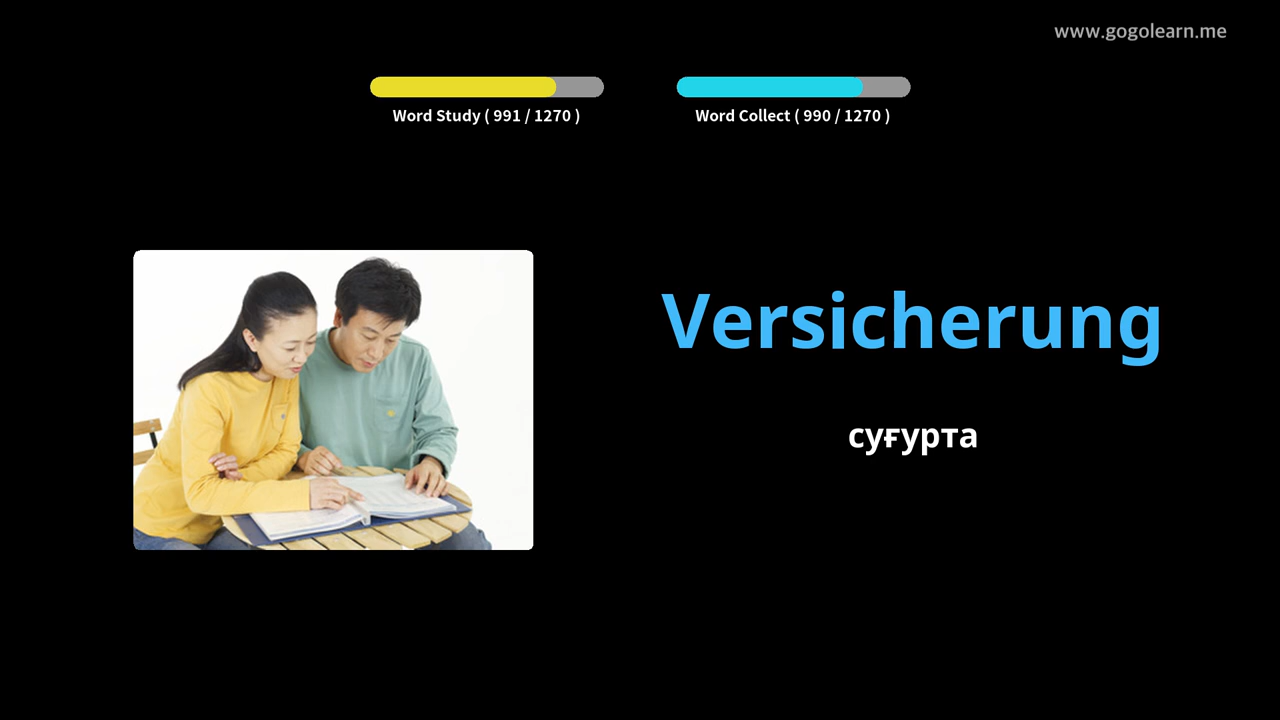 www.gogolearn.me
Word Study ( 991 / 1270 )
Word Collect ( 990 / 1270 )
Versicherung
суғурта